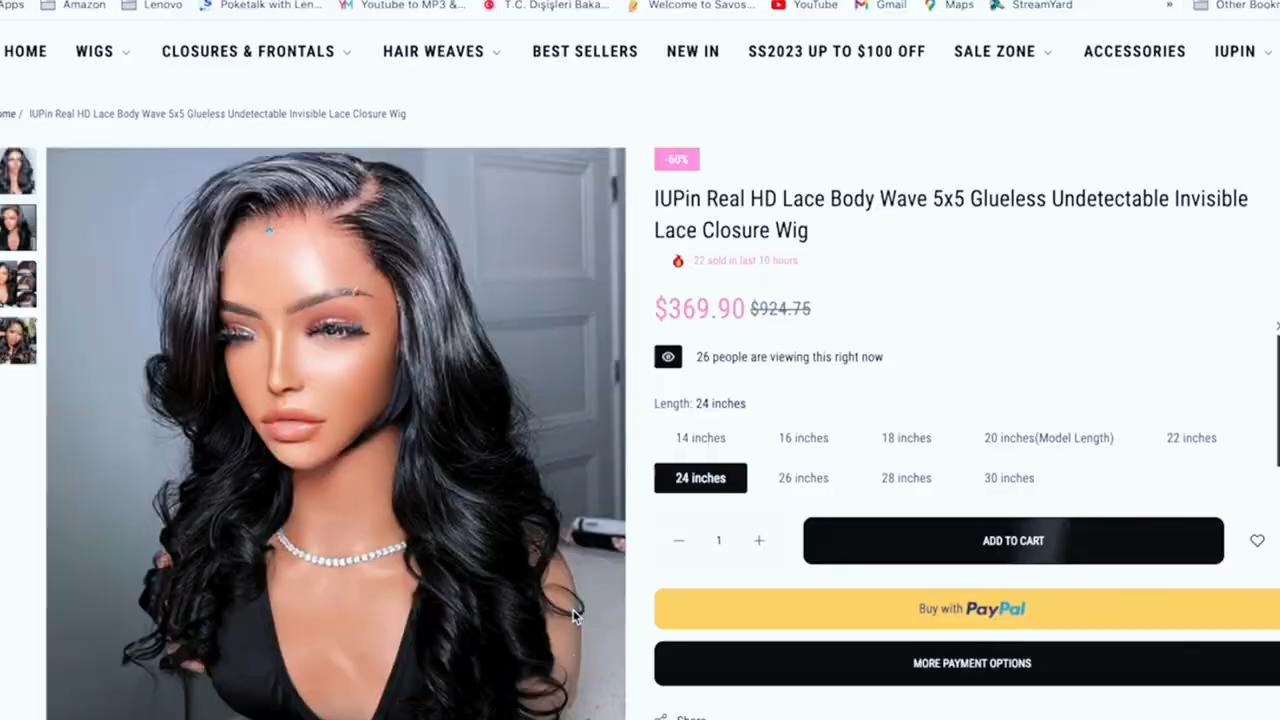 Apps Amazon Lenovo Poketalk with Len... Youtube to MP3 &... T.C. Dışişleri Baka... Welcome to Savos... YouTube Gmail Maps StreamYard » Other Bookr
HOME WIGS CLOSURES & FRONTALS HAIR WEAVES BEST SELLERS NEW IN SS2023 UP TO $100 OFF SALE ZONE ACCESSORIES IUPIN
ome / IUPin Real HD Lace Body Wave 5x5 Glueless Undetectable Invisible Lace Closure Wig
-60%
IUPin Real HD Lace Body Wave 5x5 Glueless Undetectable Invisible
Lace Closure Wig
22 sold in last 10 hours
$369.90 $924.75
26 people are viewing this right now
Length: 24 inches
14 inches 16 inches 18 inches 20 inches(Model Length) 22 inches
24 inches 26 inches 28 inches 30 inches
1 ADD TO CART
Buy with PayPal
MORE PAYMENT OPTIONS
Share